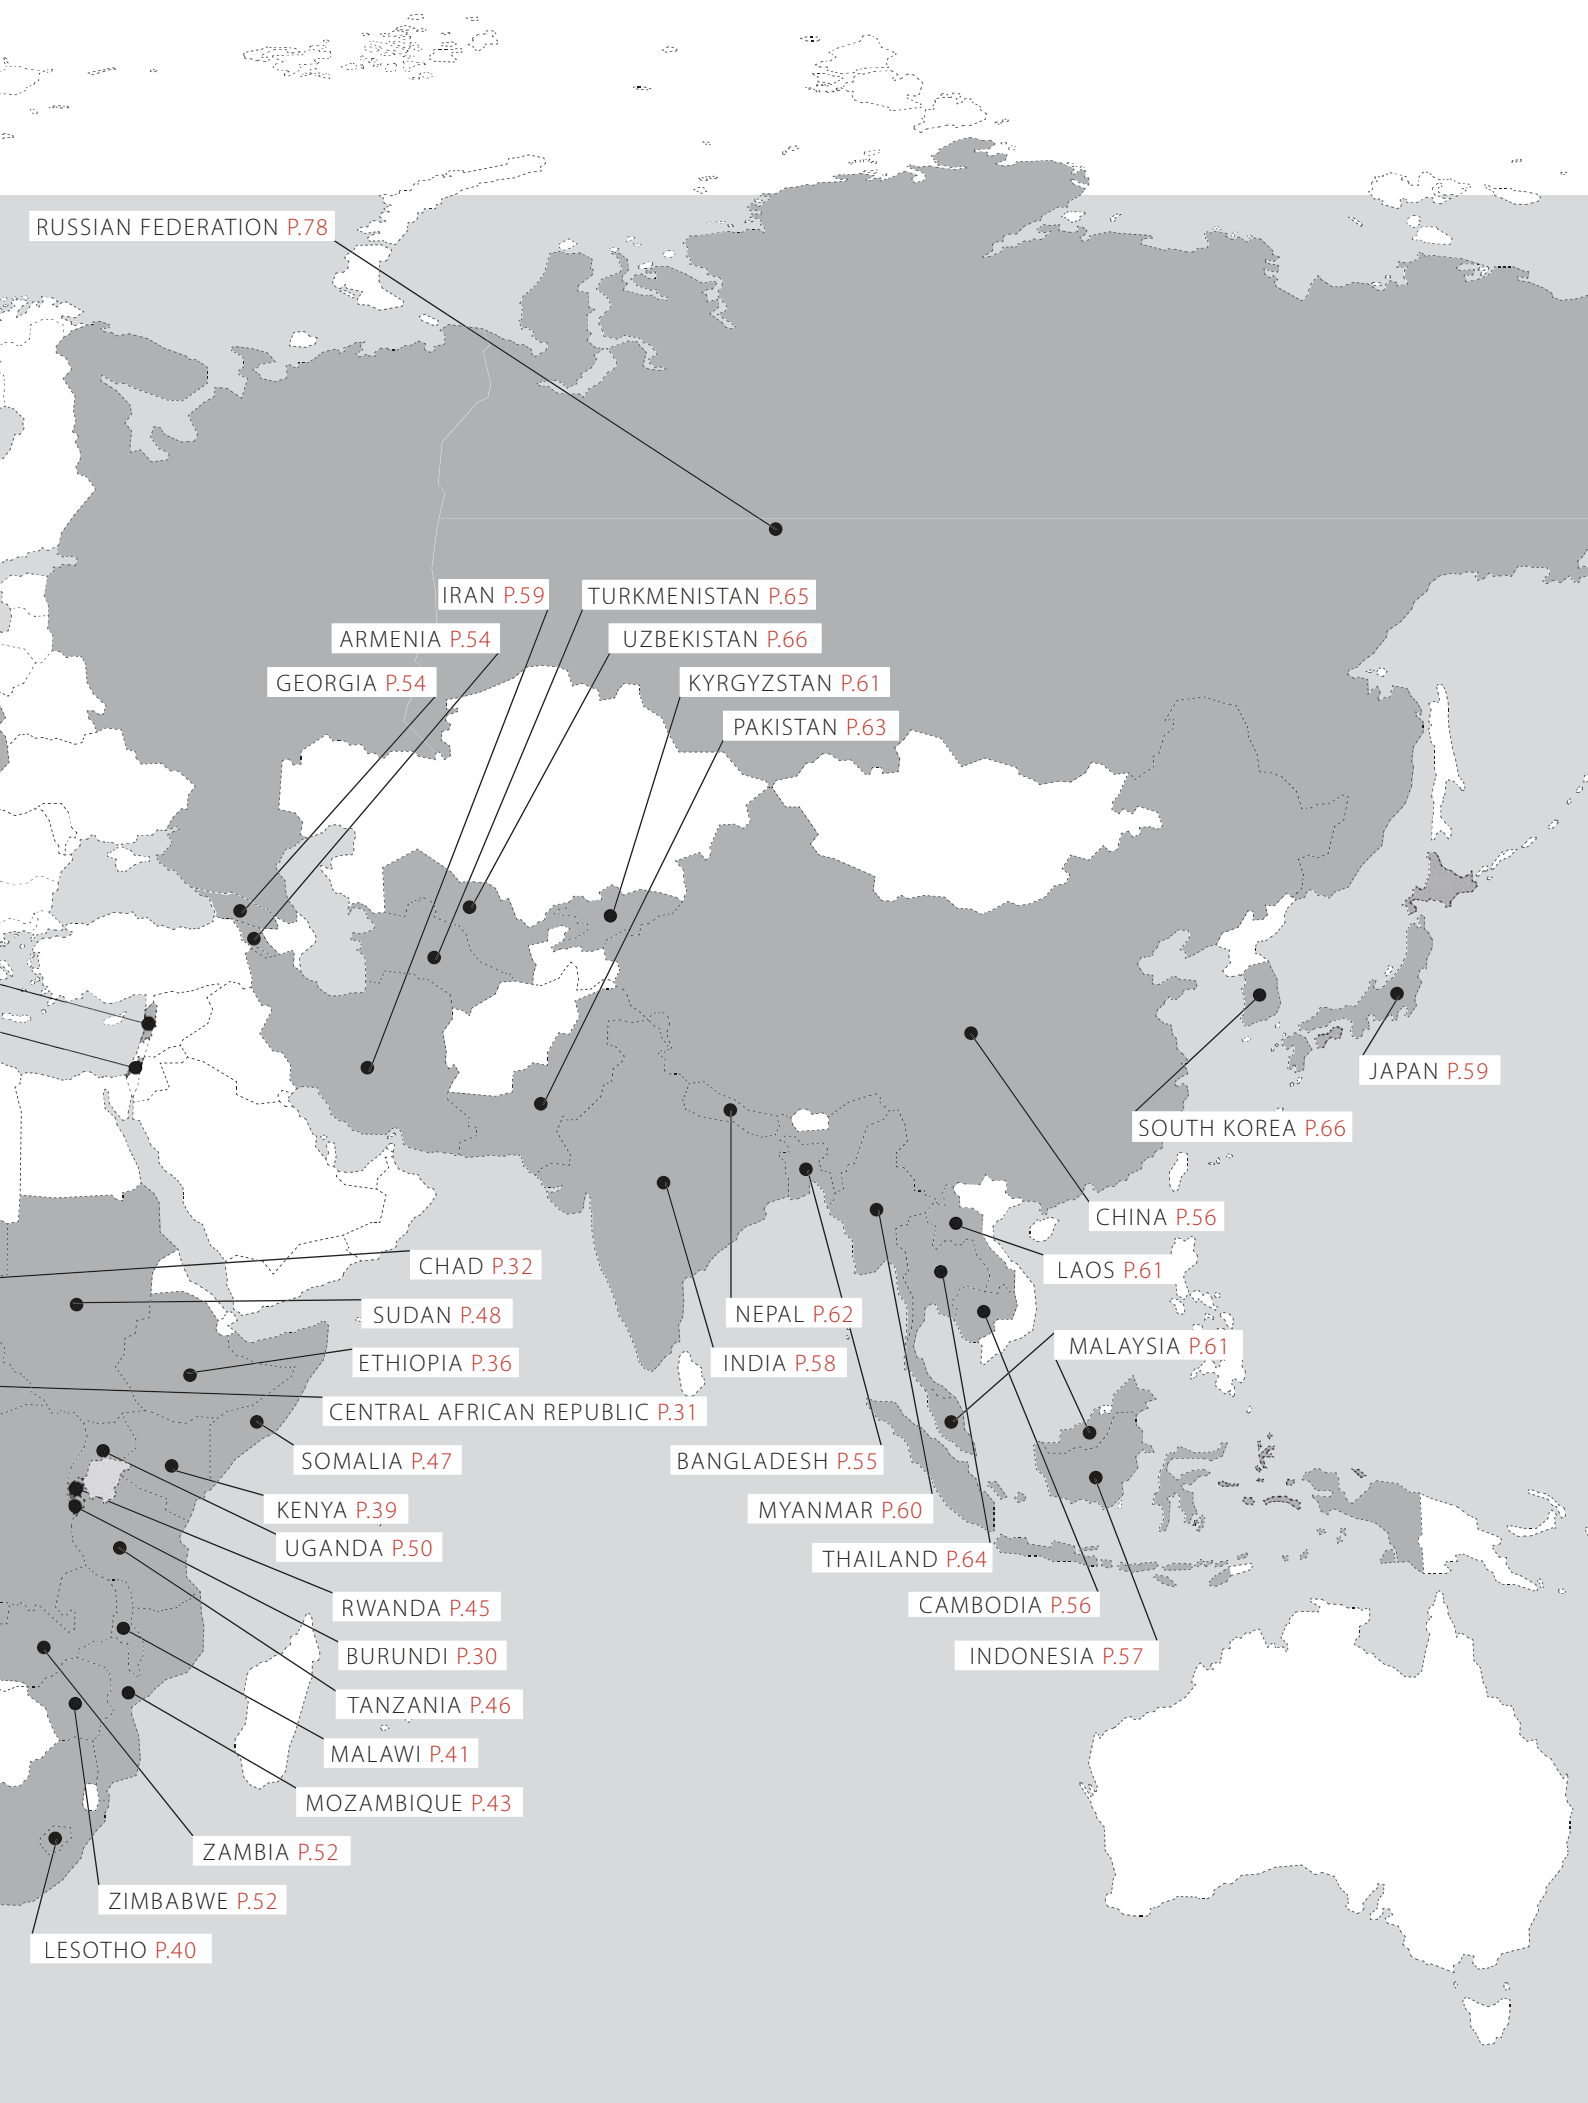 RUSSIAN FEDERATION P.78
IRAN P.59
TURKMENISTAN P.65
ARMENIA P.54
UZBEKISTAN P.66
GEORGIA P.54
KYRGYZSTAN P.61
PAKISTAN P.63
JAPAN P.59
SOUTH KOREA P.66
CHINA P.56
CHAD P.32
LAOS P.61
SUDAN P.48
NEPAL P.62
MALAYSIA P.61
ETHIOPIA P.36
INDIA P.58
CENTRAL AFRICAN REPUBLIC P.31
SOMALIA P.47
BANGLADESH P.55
KENYA P.39
MYANMAR P.60
UGANDA P.50
THAILAND P.64
RWANDA P.45
CAMBODIA P.56
BURUNDI P.30
INDONESIA P.57
TANZANIA P.46
MALAWI P.41
MOZAMBIQUE P.43
ZAMBIA P.52
ZIMBABWE P.52
LESOTHO P.40